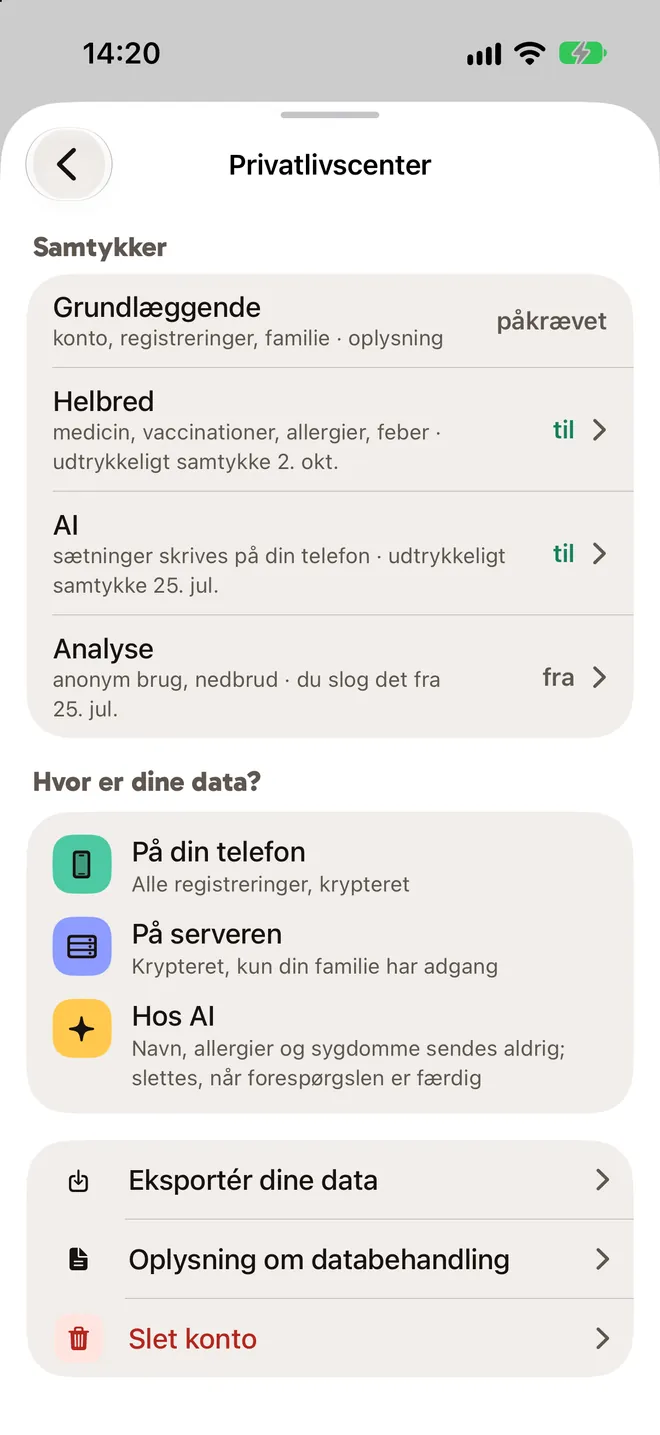 14:20
Privatlivscenter
Samtykker
Grundlæggende
konto, registreringer, familie · oplysning
påkrævet
Helbred
medicin, vaccinationer, allergier, feber ·
udtrykkeligt samtykke 2. okt.
til
AI
sætninger skrives på din telefon · udtrykkeligt
samtykke 25. jul.
til
Analyse
anonym brug, nedbrud · du slog det fra
25. jul.
fra
Hvor er dine data?
På din telefon
Alle registreringer, krypteret
På serveren
Krypteret, kun din familie har adgang
Hos AI
Navn, allergier og sygdomme sendes aldrig;
slettes, når forespørgslen er færdig
Eksportér dine data
Oplysning om databehandling
Slet konto